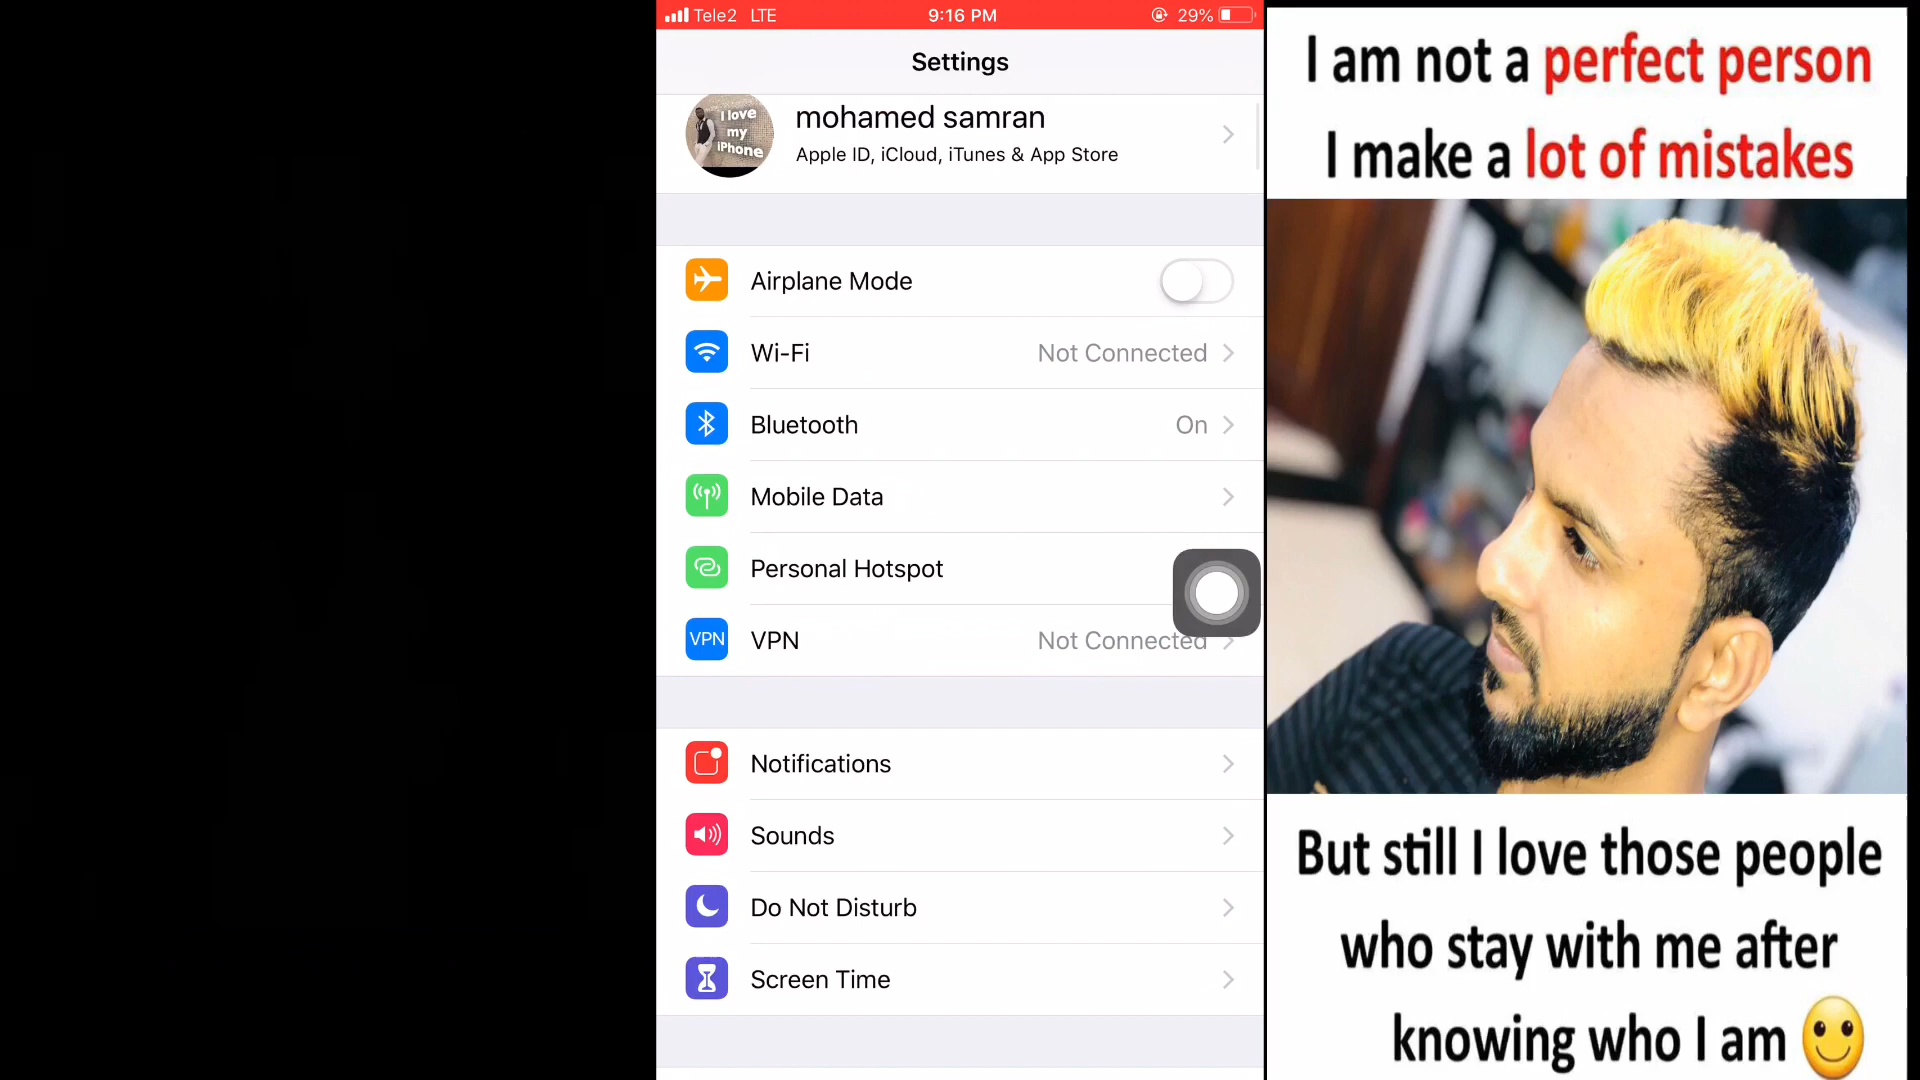 Tele2 LTE 9:16 PM 29%
Settings
I love
my
iPhone
mohamed samran
Apple ID, iCloud, iTunes & App Store
Airplane Mode
Wi-Fi Not Connected
Bluetooth On
Mobile Data
Personal Hotspot
VPN VPN Not Connected
Notifications
Sounds
Do Not Disturb
Screen Time
I am not a perfect person
I make a lot of mistakes
But still I love those people
who stay with me after
knowing who I am